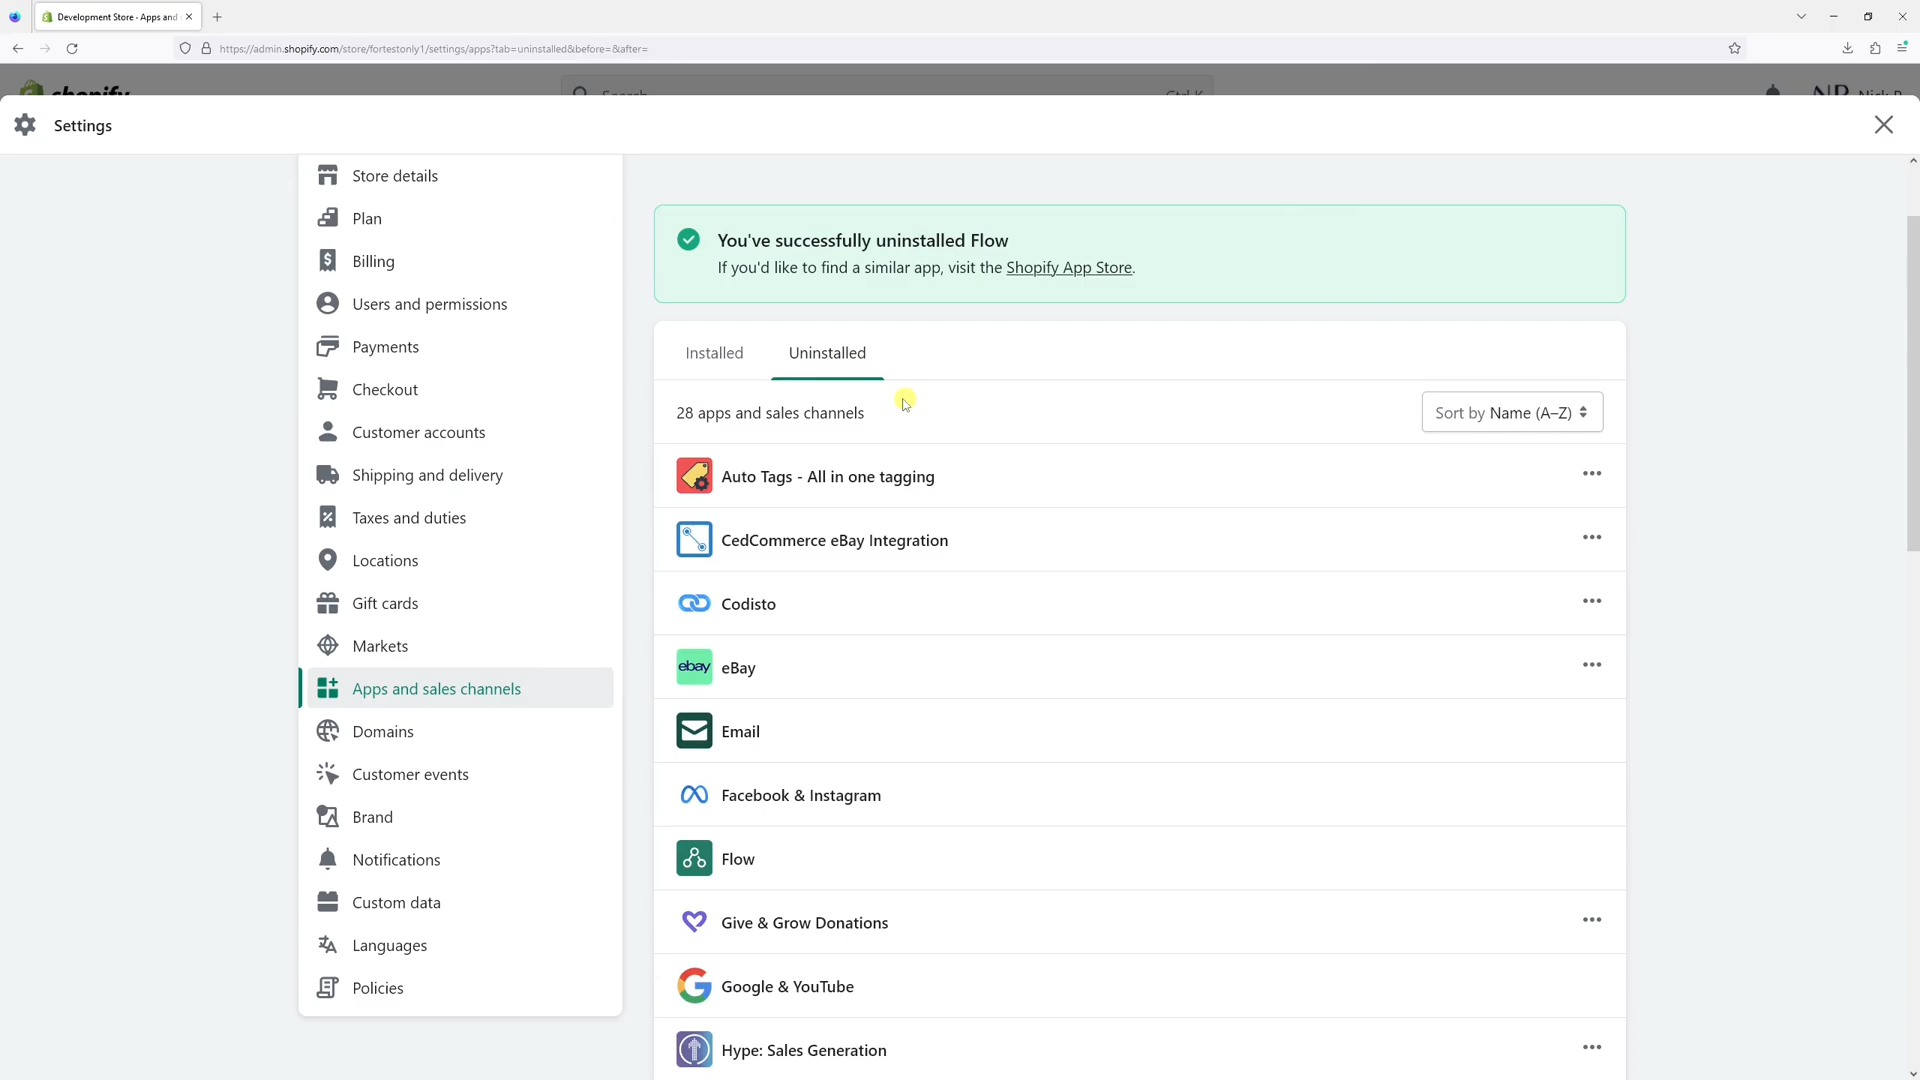 Development Store - Apps and
https://admin.shopify.com/store/fortestonly1/settings/apps?tab=uninstalled&before=&after=
shopify
Search
Ctrl K
Nick B
Settings
Store details
Plan
Billing
Users and permissions
Payments
Checkout
Customer accounts
Shipping and delivery
Taxes and duties
Locations
Gift cards
Markets
Apps and sales channels
Domains
Customer events
Brand
Notifications
Custom data
Languages
Policies
You've successfully uninstalled Flow
If you'd like to find a similar app, visit the Shopify App Store.
Installed
Uninstalled
28 apps and sales channels
Sort by Name (A–Z)
Auto Tags - All in one tagging
CedCommerce eBay Integration
Codisto
ebay
eBay
Email
Facebook & Instagram
Flow
Give & Grow Donations
Google & YouTube
Hype: Sales Generation